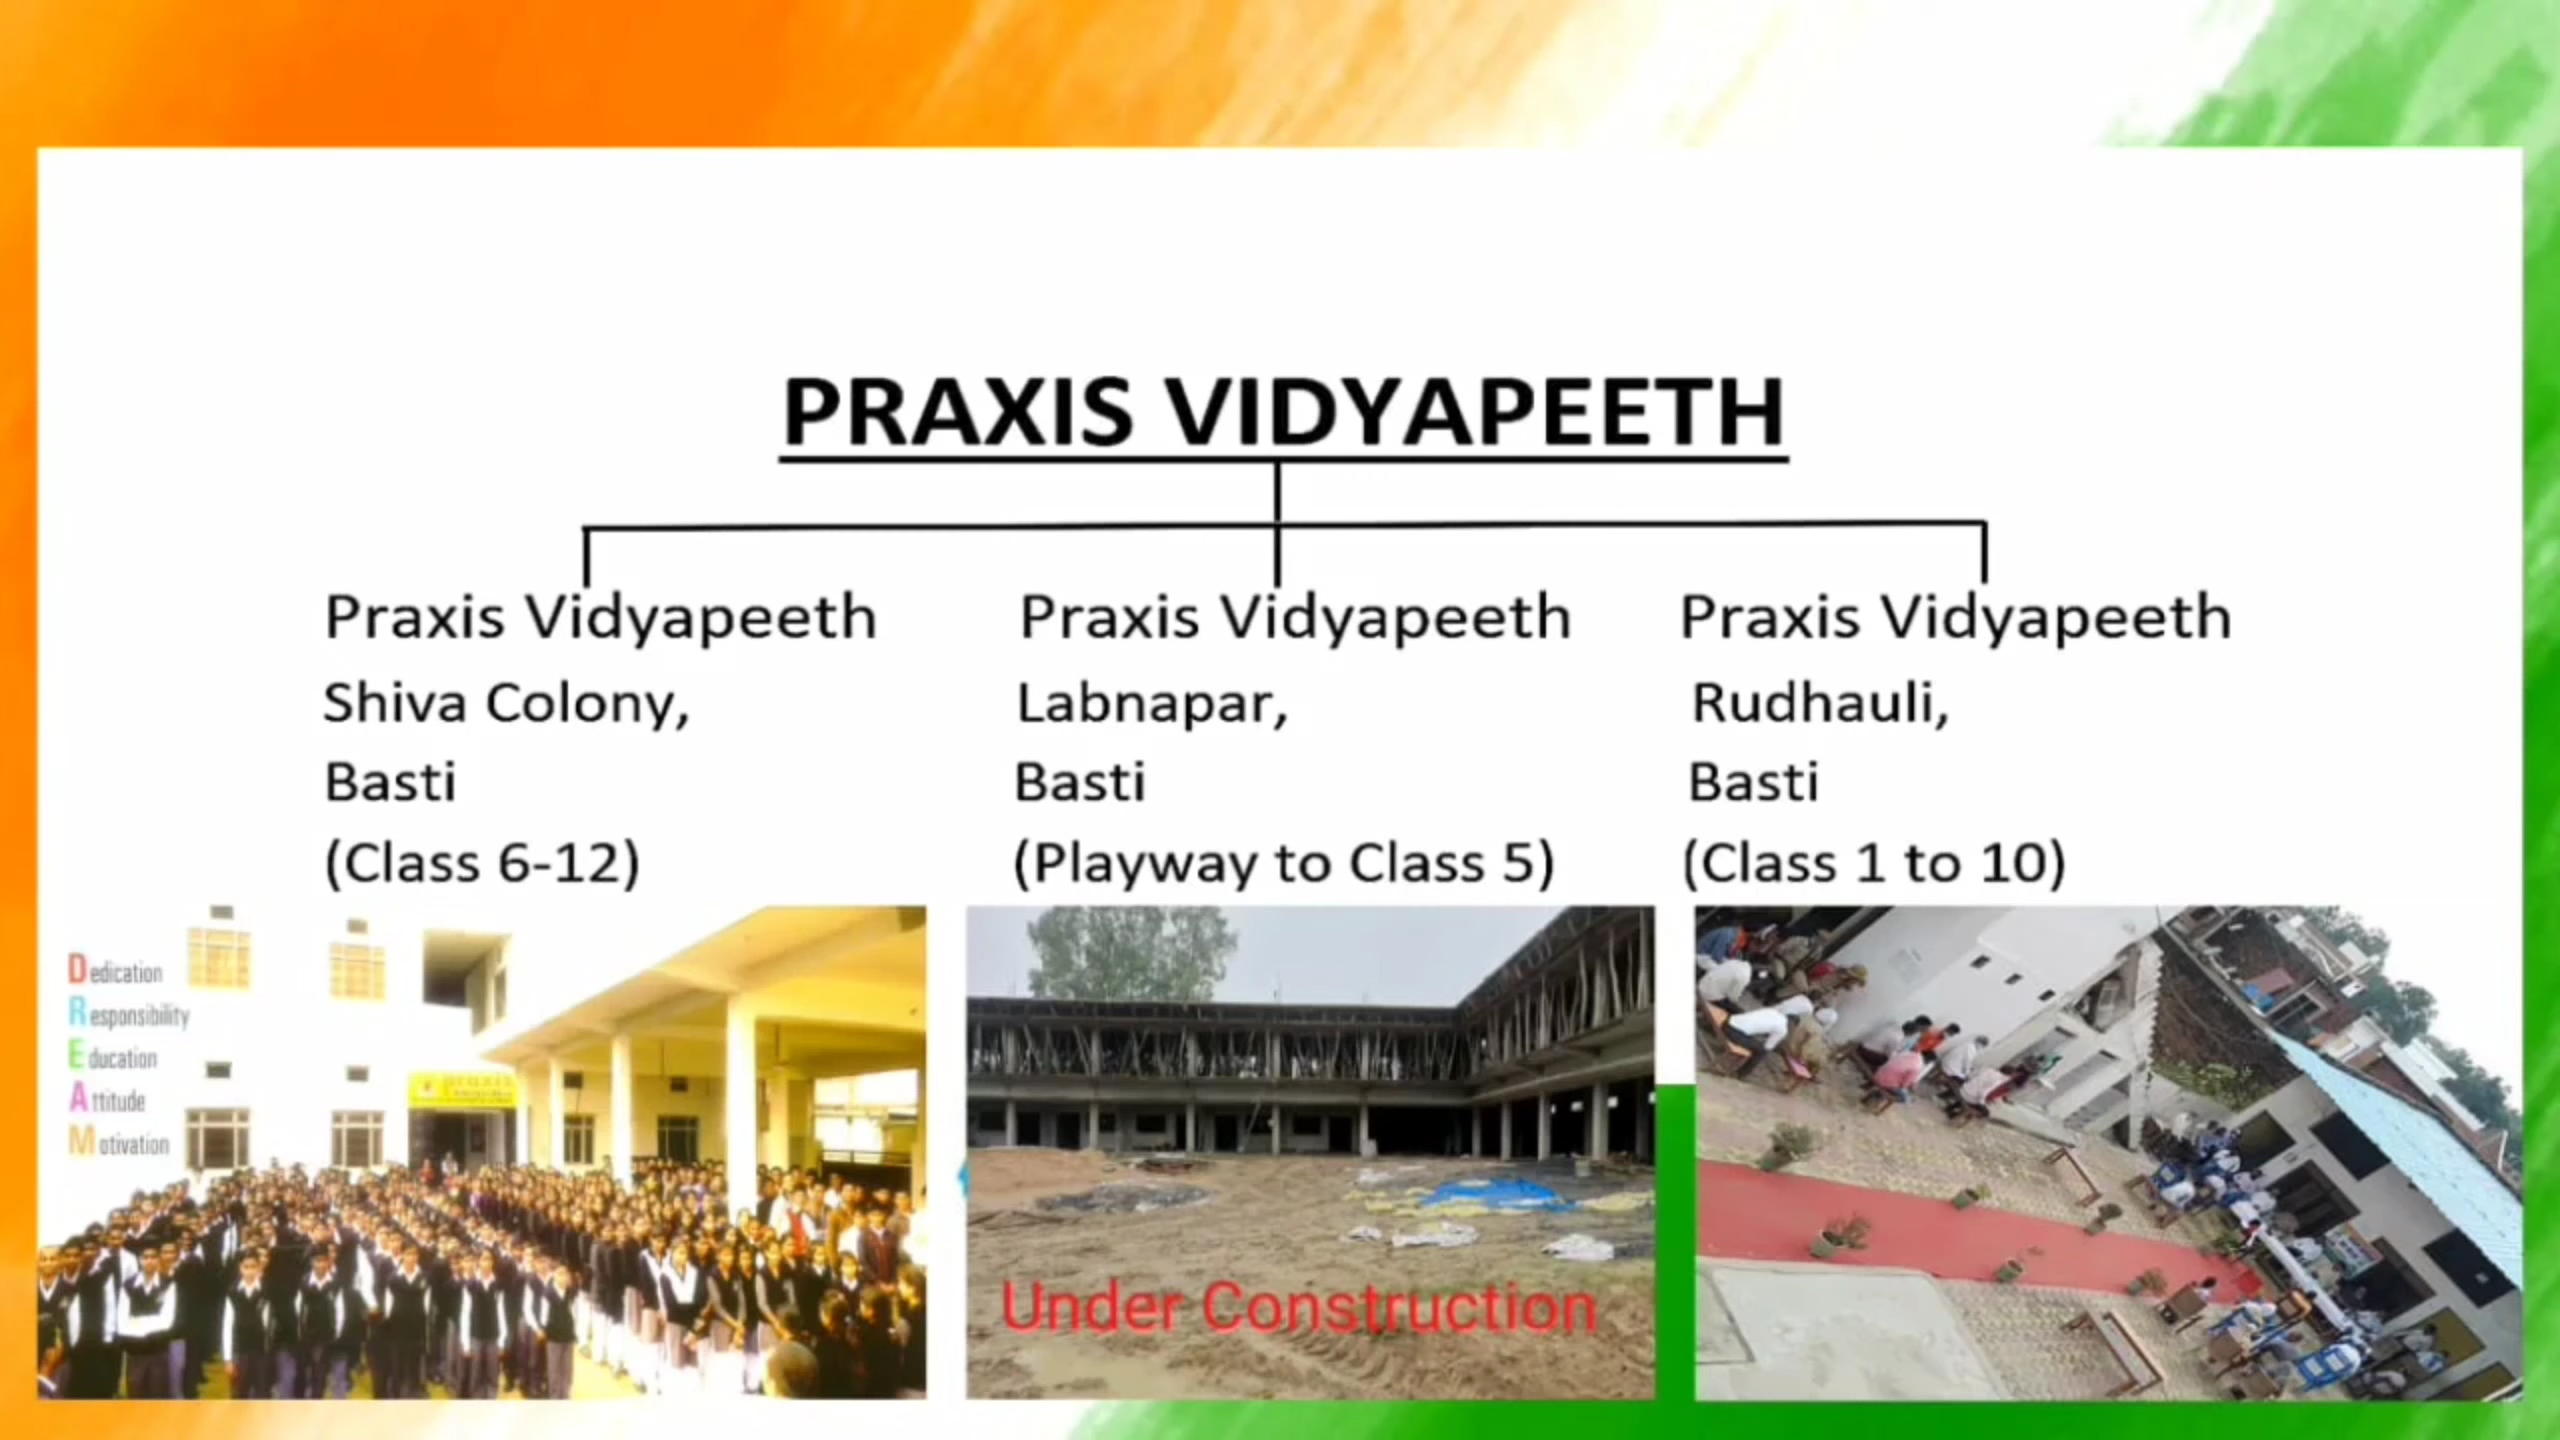 PRAXIS VIDYAPEETH
Praxis Vidyapeeth
Shiva Colony,
Basti
(Class 6-12)
Praxis Vidyapeeth
Labnapar,
Basti
(Playway to Class 5)
Praxis Vidyapeeth
Rudhauli,
Basti
(Class 1 to 10)
Dedication
Responsibility
Education
Attitude
Motivation
Under Construction